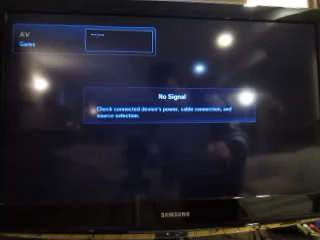 AV
Game
--:--
No Signal
Check connected device's power, cable connection, and
source selection.
SAMSUNG